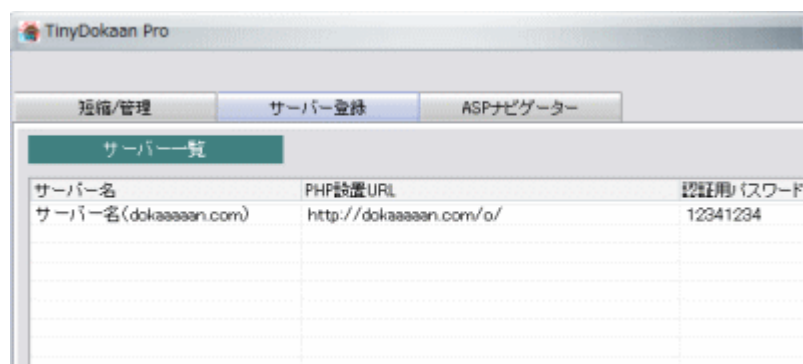 TinyDokaan Pro
短縮/管理 サーバー登録 ASPナビゲーター
サーバー一覧
サーバー名 PHP設置URL 認証用パスワード
サーバー名(dokaaaaan.com) http://dokaaaaan.com/o/ 12341234